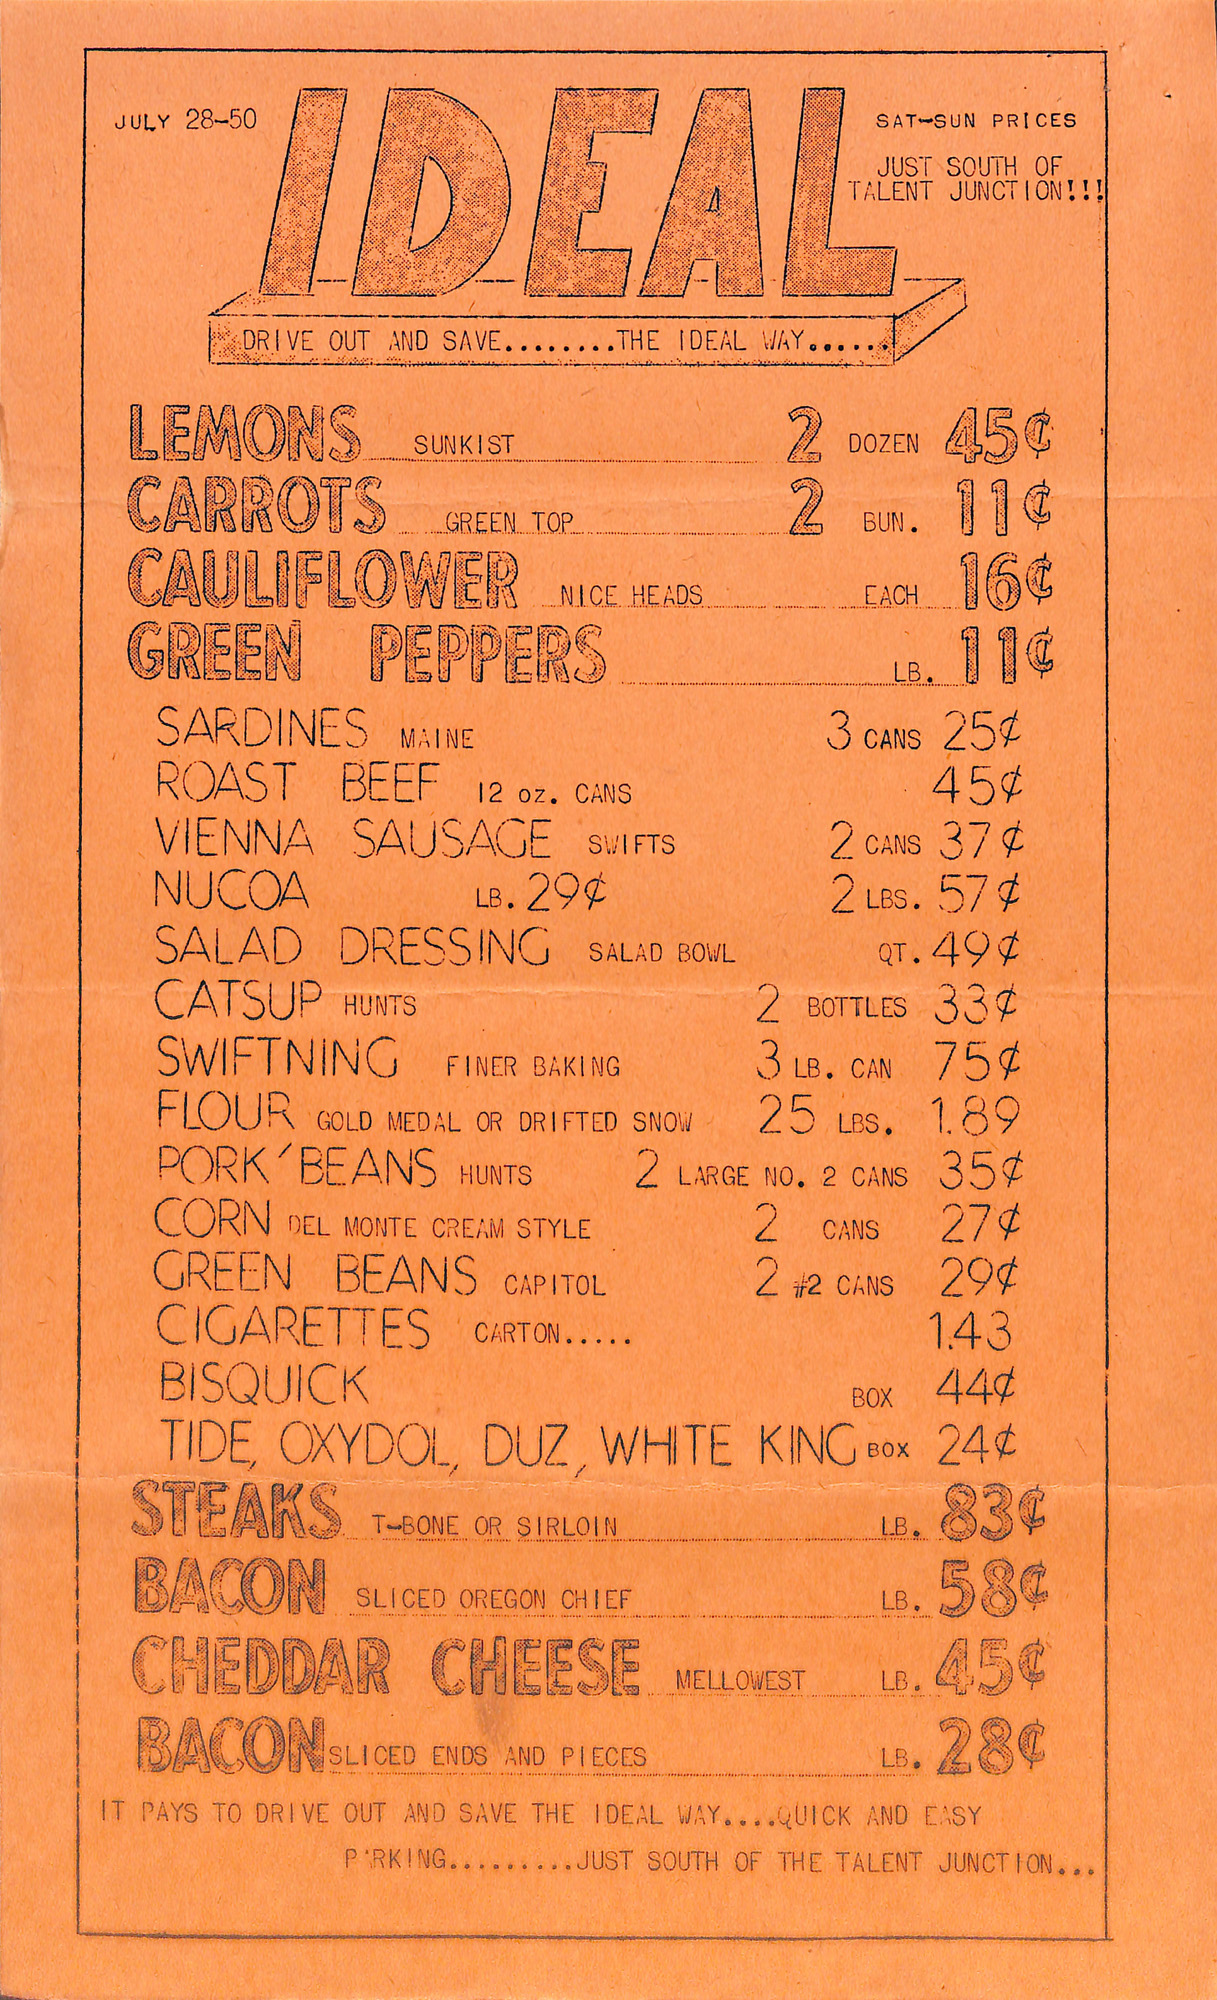 JULY 28-50
IDEAL
SAT-SUN PRICES
JUST SOUTH OF
TALENT JUNCTION!!!
DRIVE OUT AND SAVE........THE IDEAL WAY......
LEMONS SUNKIST 2 DOZEN 45¢
CARROTS GREEN TOP 2 BUN. 11¢
CAULIFLOWER NICE HEADS EACH 16¢
GREEN PEPPERS LB. 11¢
SARDINES MAINE 3 CANS 25¢
ROAST BEEF 12 oz. CANS 45¢
VIENNA SAUSAGE SWIFTS 2 CANS 37¢
NUCOA LB. 29¢ 2 LBS. 57¢
SALAD DRESSING SALAD BOWL QT. 49¢
CATSUP HUNTS 2 BOTTLES 33¢
SWIFTNING FINER BAKING 3 LB. CAN 75¢
FLOUR GOLD MEDAL OR DRIFTED SNOW 25 LBS. 1.89
PORK'BEANS HUNTS 2 LARGE NO. 2 CANS 35¢
CORN DEL MONTE CREAM STYLE 2 CANS 27¢
GREEN BEANS CAPITOL 2 #2 CANS 29¢
CIGARETTES CARTON..... 1.43
BISQUICK BOX 44¢
TIDE, OXYDOL, DUZ, WHITE KING BOX 24¢
STEAKS T-BONE OR SIRLOIN LB. 83¢
BACON SLICED OREGON CHIEF LB. 58¢
CHEDDAR CHEESE MELLOWEST LB. 45¢
BACON SLICED ENDS AND PIECES LB. 28¢
IT PAYS TO DRIVE OUT AND SAVE THE IDEAL WAY....QUICK AND EASY
PARKING.........JUST SOUTH OF THE TALENT JUNCTION...